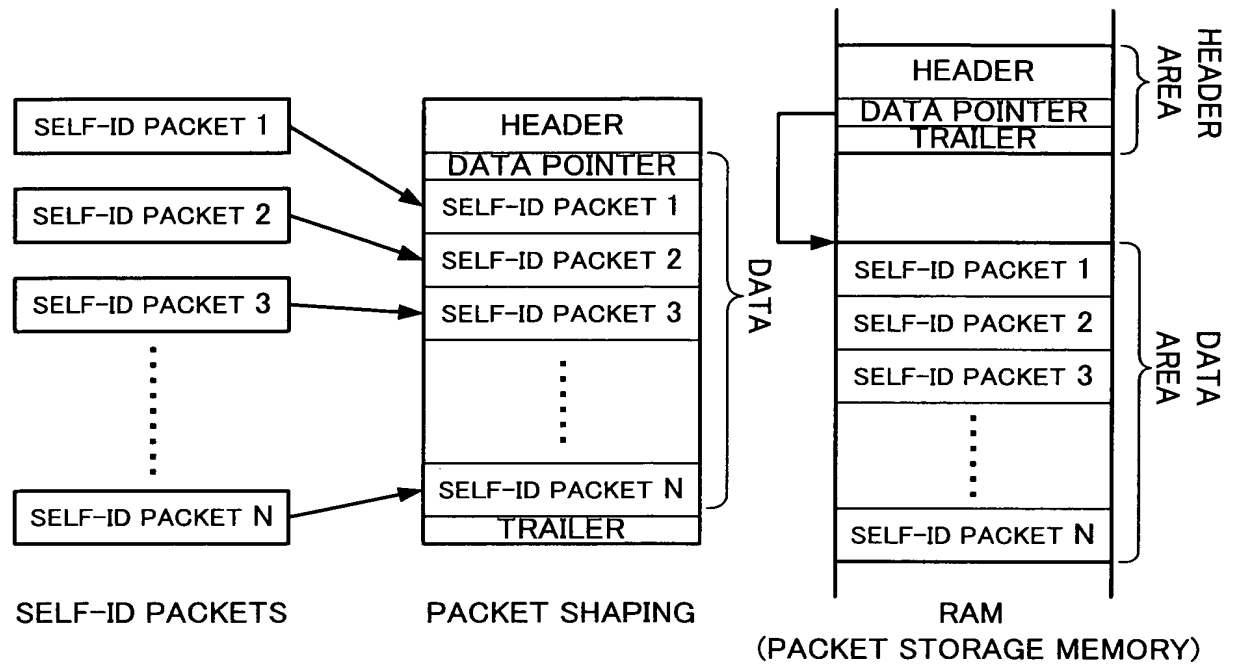 SELF-ID PACKET 1
SELF-ID PACKET 2
SELF-ID PACKET 3
SELF-ID PACKET N
SELF-ID PACKETS
HEADER
DATA POINTER
SELF-ID PACKET 1
SELF-ID PACKET 2
SELF-ID PACKET 3
SELF-ID PACKET N
TRAILER
DATA
PACKET SHAPING
HEADER
DATA POINTER
TRAILER
HEADER
AREA
SELF-ID PACKET 1
SELF-ID PACKET 2
SELF-ID PACKET 3
SELF-ID PACKET N
DATA
AREA
RAM
(PACKET STORAGE MEMORY)